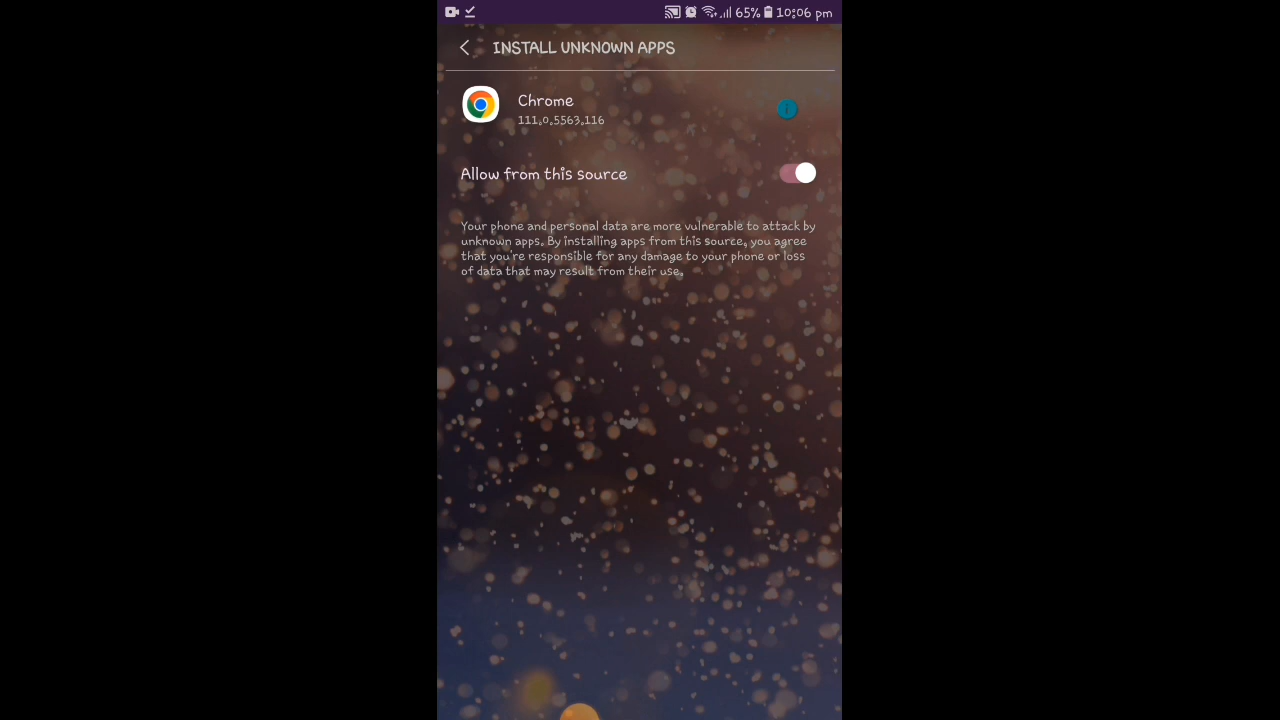 65% 10:06 pm
INSTALL UNKNOWN APPS
Chrome
111.0.5563.116
Allow from this source
Your phone and personal data are more vulnerable to attack by
unknown apps. By installing apps from this source, you agree
that you're responsible for any damage to your phone or loss
of data that may result from their use.